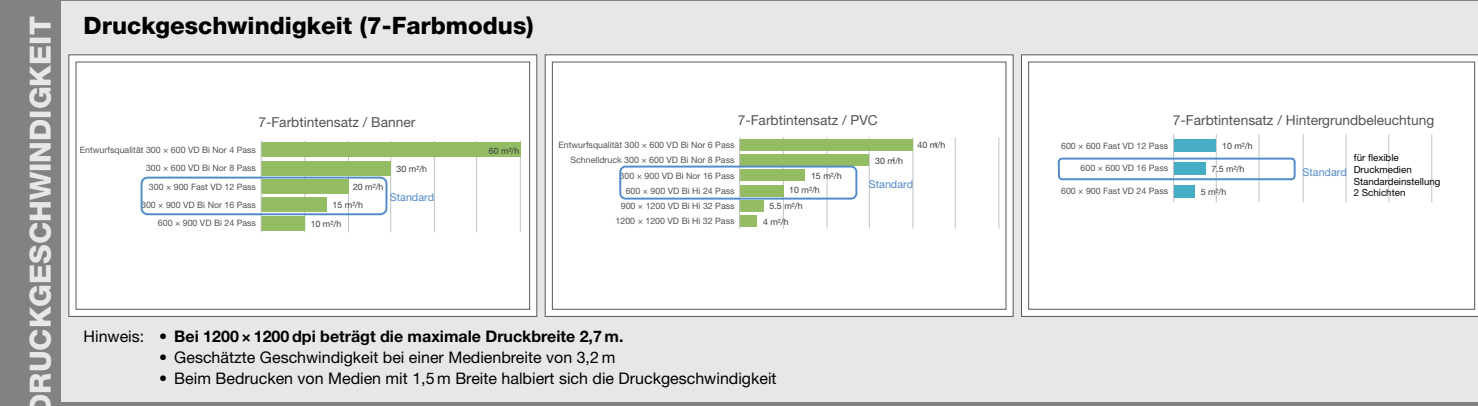 DRUCKGESCHWINDIGKEIT
Druckgeschwindigkeit (7-Farbmodus)
7-Farbtintensatz / Banner
Entwurfsqualität 300 × 600 VD Bi Nor 4 Pass 60 m²/h
300 × 600 VD Bi Nor 8 Pass 30 m²/h
300 × 900 Fast VD 12 Pass 20 m²/h
Standard
300 × 900 VD Bi Nor 16 Pass 15 m²/h
600 × 900 VD Bi 24 Pass 10 m²/h
7-Farbtintensatz / PVC
Entwurfsqualität 300 × 600 VD Bi Nor 6 Pass 40 m²/h
Schnelldruck 300 × 600 VD Bi Nor 8 Pass 30 m²/h
300 × 900 VD Bi Nor 16 Pass 15 m²/h
Standard
600 × 900 VD Bi Hi 24 Pass 10 m²/h
900 × 1200 VD Bi Hi 32 Pass 5.5 m²/h
1200 × 1200 VD Bi Hi 32 Pass 4 m²/h
7-Farbtintensatz / Hintergrundbeleuchtung
600 × 600 Fast VD 12 Pass 10 m²/h
600 × 600 VD 16 Pass 7.5 m²/h
Standard
600 × 900 Fast VD 24 Pass 5 m²/h
für flexible
Druckmedien
Standardeinstellung
2 Schichten
Hinweis: • Bei 1200 × 1200 dpi beträgt die maximale Druckbreite 2,7 m.
• Geschätzte Geschwindigkeit bei einer Medienbreite von 3,2 m
• Beim Bedrucken von Medien mit 1,5 m Breite halbiert sich die Druckgeschwindigkeit